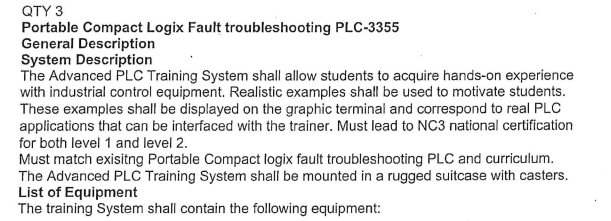 QTY 3
Portable Compact Logix Fault troubleshooting PLC-3355
General Description
System Description
The Advanced PLC Training System shall allow students to acquire hands-on experience
with industrial control equipment. Realistic examples shall be used to motivate students.
These examples shall be displayed on the graphic terminal and correspond to real PLC
applications that can be interfaced with the trainer. Must lead to NC3 national certification
for both level 1 and level 2.
Must match exisitng Portable Compact logix fault troubleshooting PLC and curriculum.
The Advanced PLC Training System shall be mounted in a rugged suitcase with casters.
List of Equipment
The training System shall contain the following equipment: